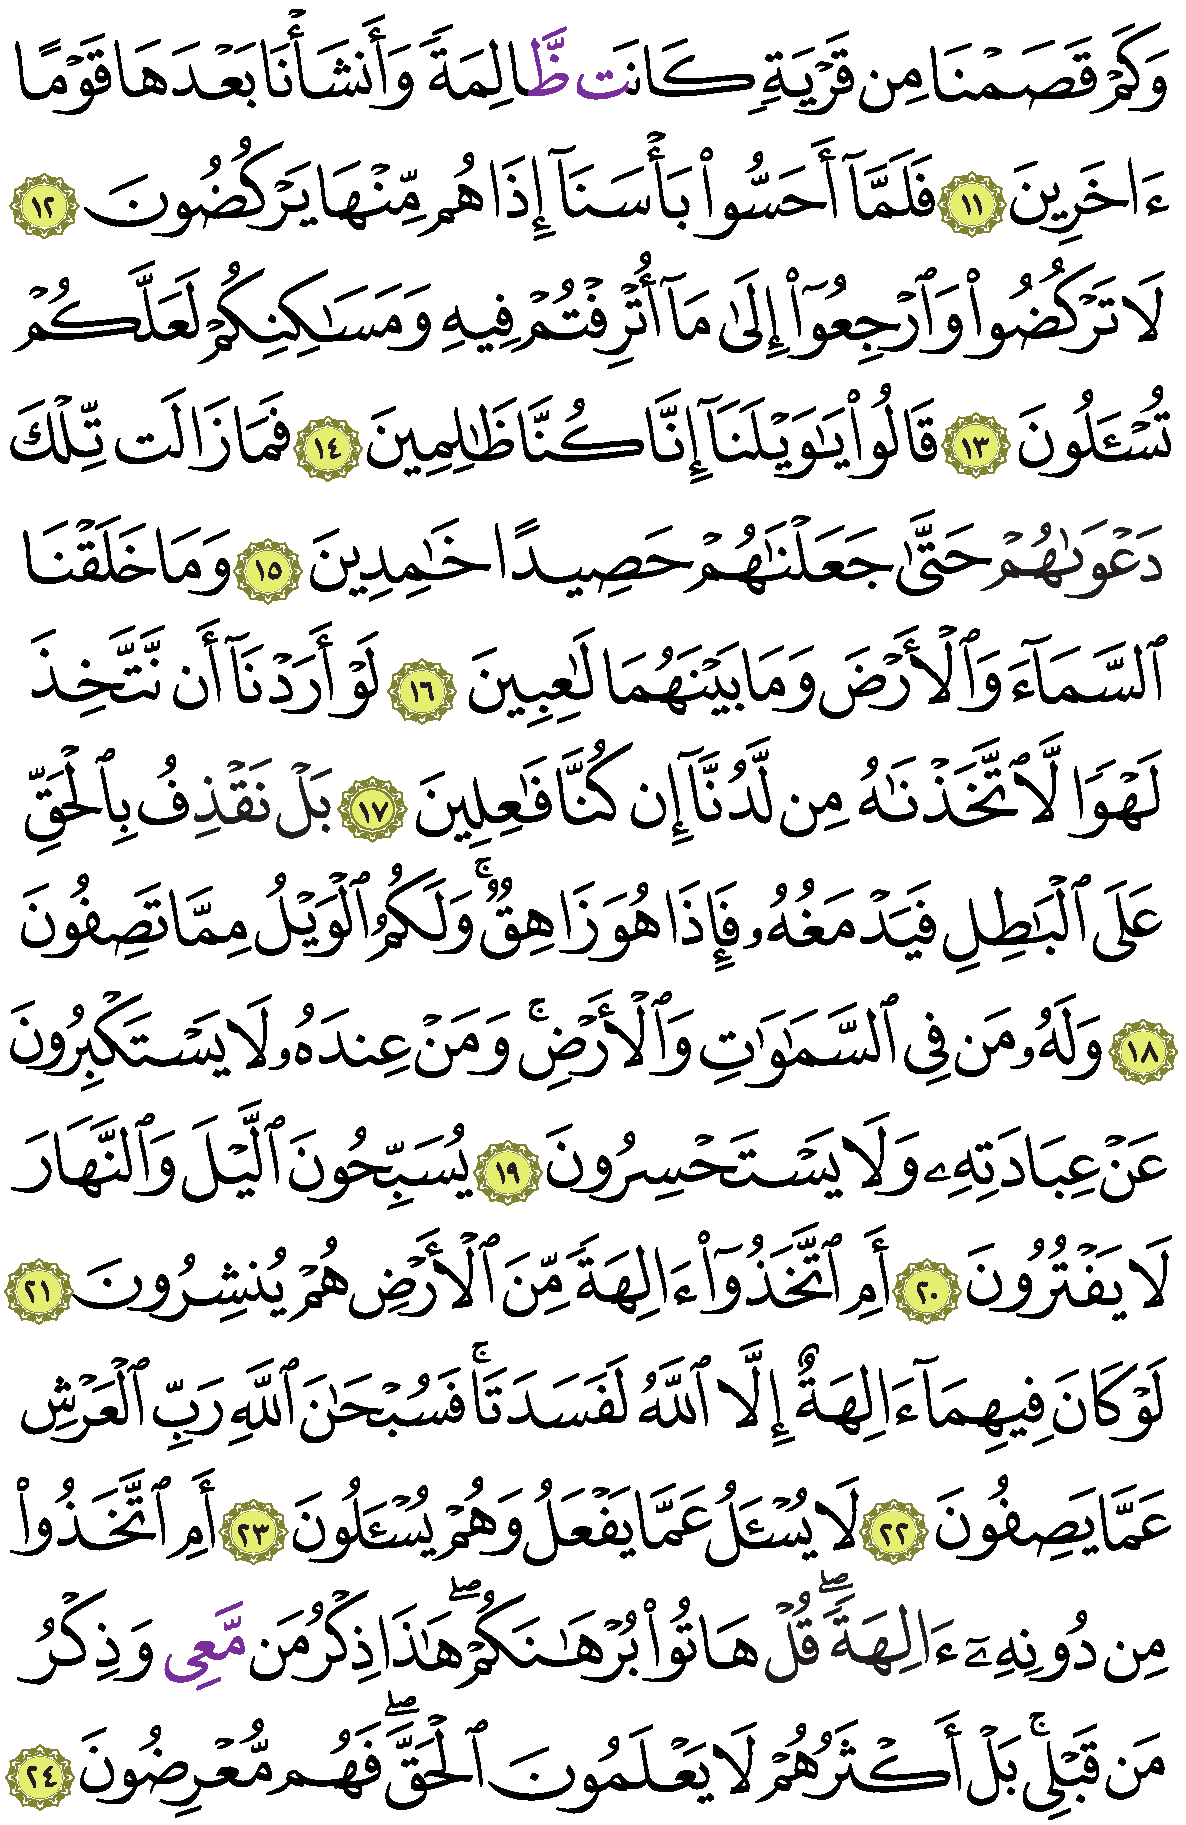 وَكَمۡ قَصَمۡنَا مِن قَرۡيَةٖ كَانَت ظَّالِمَةٗ وَأَنشَأۡنَا بَعۡدَهَا قَوۡمًا
ءَاخَرِينَ ١١ فَلَمَّآ أَحَسُّواْ بَأۡسَنَآ إِذَا هُم مِّنۡهَا يَرۡكُضُونَ ١٢
لَا تَرۡكُضُواْ وَٱرۡجِعُوٓاْ إِلَىٰ مَآ أُتۡرِفۡتُمۡ فِيهِ وَمَسَٰكِنِكُمۡ لَعَلَّكُمۡ
تُسۡـَٔلُونَ ١٣ قَالُواْ يَٰوَيۡلَنَآ إِنَّا كُنَّا ظَٰلِمِينَ ١٤ فَمَا زَالَت تِّلۡكَ
دَعۡوَىٰهُمۡ حَتَّىٰ جَعَلۡنَٰهُمۡ حَصِيدًا خَٰمِدِينَ ١٥ وَمَا خَلَقۡنَا
ٱلسَّمَآءَ وَٱلۡأَرۡضَ وَمَا بَيۡنَهُمَا لَٰعِبِينَ ١٦ لَوۡ أَرَدۡنَآ أَن نَّتَّخِذَ
لَهۡوٗا لَّٱتَّخَذۡنَٰهُ مِن لَّدُنَّآ إِن كُنَّا فَٰعِلِينَ ١٧ بَلۡ نَقۡذِفُ بِٱلۡحَقِّ
عَلَى ٱلۡبَٰطِلِ فَيَدۡمَغُهُۥ فَإِذَا هُوَ زَاهِقٞۚ وَلَكُمُ ٱلۡوَيۡلُ مِمَّا تَصِفُونَ
١٨ وَلَهُۥ مَن فِي ٱلسَّمَٰوَٰتِ وَٱلۡأَرۡضِۚ وَمَنۡ عِندَهُۥ لَا يَسۡتَكۡبِرُونَ
عَنۡ عِبَادَتِهِۦ وَلَا يَسۡتَحۡسِرُونَ ١٩ يُسَبِّحُونَ ٱلَّيۡلَ وَٱلنَّهَارَ
لَا يَفۡتُرُونَ ٢٠ أَمِ ٱتَّخَذُوٓاْ ءَالِهَةٗ مِّنَ ٱلۡأَرۡضِ هُمۡ يُنشِرُونَ ٢١
لَوۡ كَانَ فِيهِمَآ ءَالِهَةٌ إِلَّا ٱللَّهُ لَفَسَدَتَاۚ فَسُبۡحَٰنَ ٱللَّهِ رَبِّ ٱلۡعَرۡشِ
عَمَّا يَصِفُونَ ٢٢ لَا يُسۡـَٔلُ عَمَّا يَفۡعَلُ وَهُمۡ يُسۡـَٔلُونَ ٢٣ أَمِ ٱتَّخَذُواْ
مِن دُونِهِۦٓ ءَالِهَةٗۖ قُلۡ هَاتُواْ بُرۡهَٰنَكُمۡۖ هَٰذَا ذِكۡرُ مَن مَّعِي وَذِكۡرُ
مَن قَبۡلِيۚ بَلۡ أَكۡثَرُهُمۡ لَا يَعۡلَمُونَ ٱلۡحَقَّۖ فَهُم مُّعۡرِضُونَ ٢٤